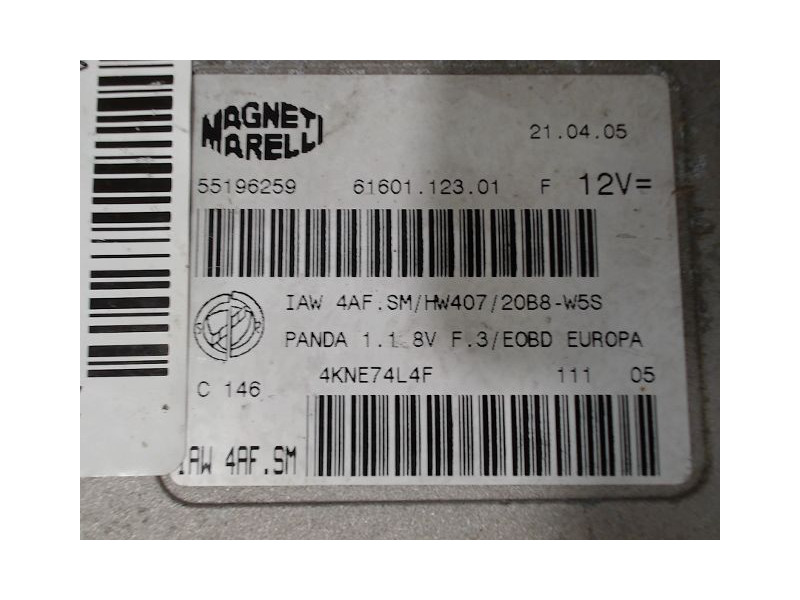 MAGNETI
MARELLI
21.04.05
55196259 61601.123.01 F 12V=
IAW 4AF.SM/HW407/20B8-W5S
PANDA 1.1 8V F.3/EOBD EUROPA
C 146 4KNE74L4F 111 05
IAW 4AF.SM